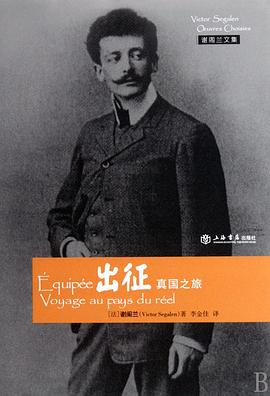 Victor Segalen
Oeuvres Choisies
谢阁兰文集
上海书店出版社
Équipée 出征 真国之旅
Voyage au pays du réel
[法]谢阁兰(Victor Segalen)著 李金佳 译
B